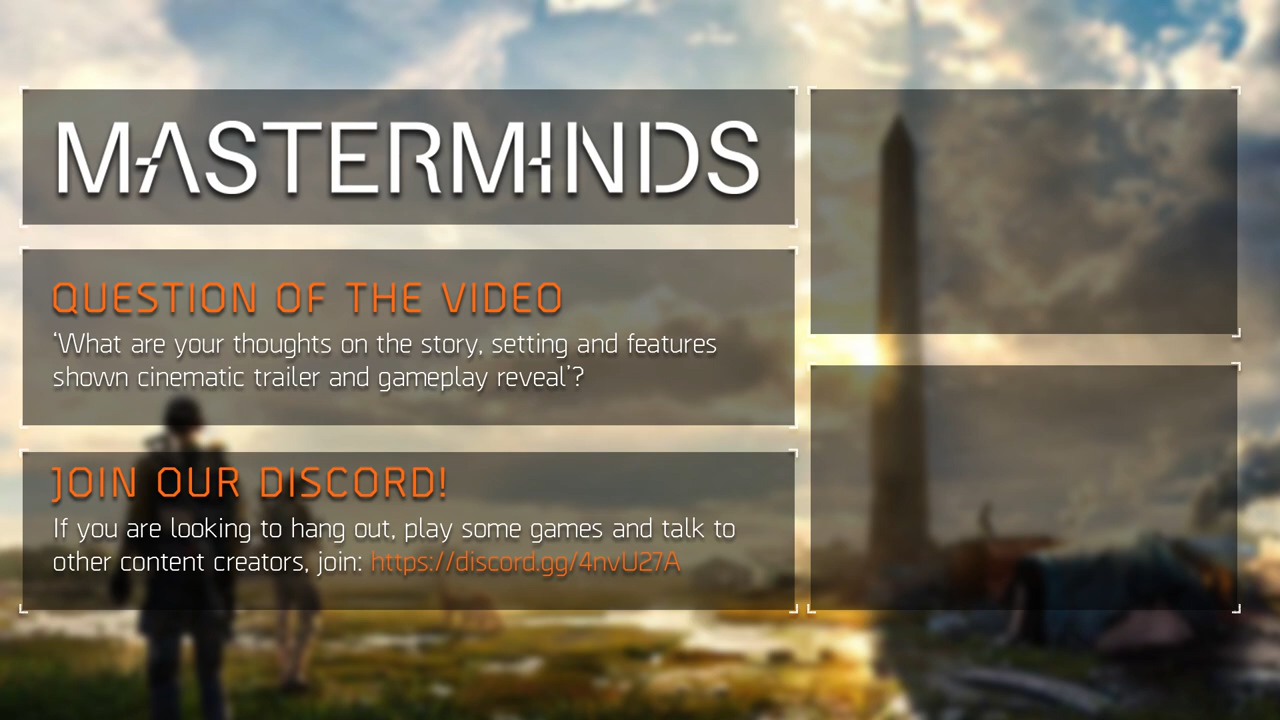 MASTERMINDS
QUESTION OF THE VIDEO
‘What are your thoughts on the story, setting and features
shown cinematic trailer and gameplay reveal’?
JOIN OUR DISCORD!
If you are looking to hang out, play some games and talk to
other content creators, join: https://discord.gg/4nvU27A